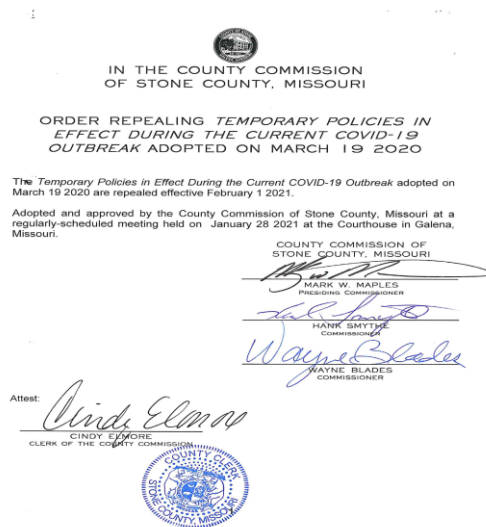 IN THE COUNTY COMMISSION
OF STONE COUNTY, MISSOURI
ORDER REPEALING TEMPORARY POLICIES IN
EFFECT DURING THE CURRENT COVID-19
OUTBREAK ADOPTED ON MARCH 19 2020
The Temporary Policies in Effect During the Current COVID-19 Outbreak adopted on
March 19 2020 are repealed effective February 1 2021.
Adopted and approved by the County Commission of Stone County, Missouri at a
regularly-scheduled meeting held on January 28 2021 at the Courthouse in Galena,
Missouri.
COUNTY COMMISSION OF
STONE COUNTY, MISSOURI
MARK W. MAPLES
PRESIDING COMMISSIONER
HANK SMYTHE
COMMISSIONER
Wayne Blades
WAYNE BLADES
COMMISSIONER
Attest:
Cindy Elmore
CINDY ELMORE
CLERK OF THE COUNTY COMMISSION
COUNTY CLERK
STONE COUNTY, MISSOURI